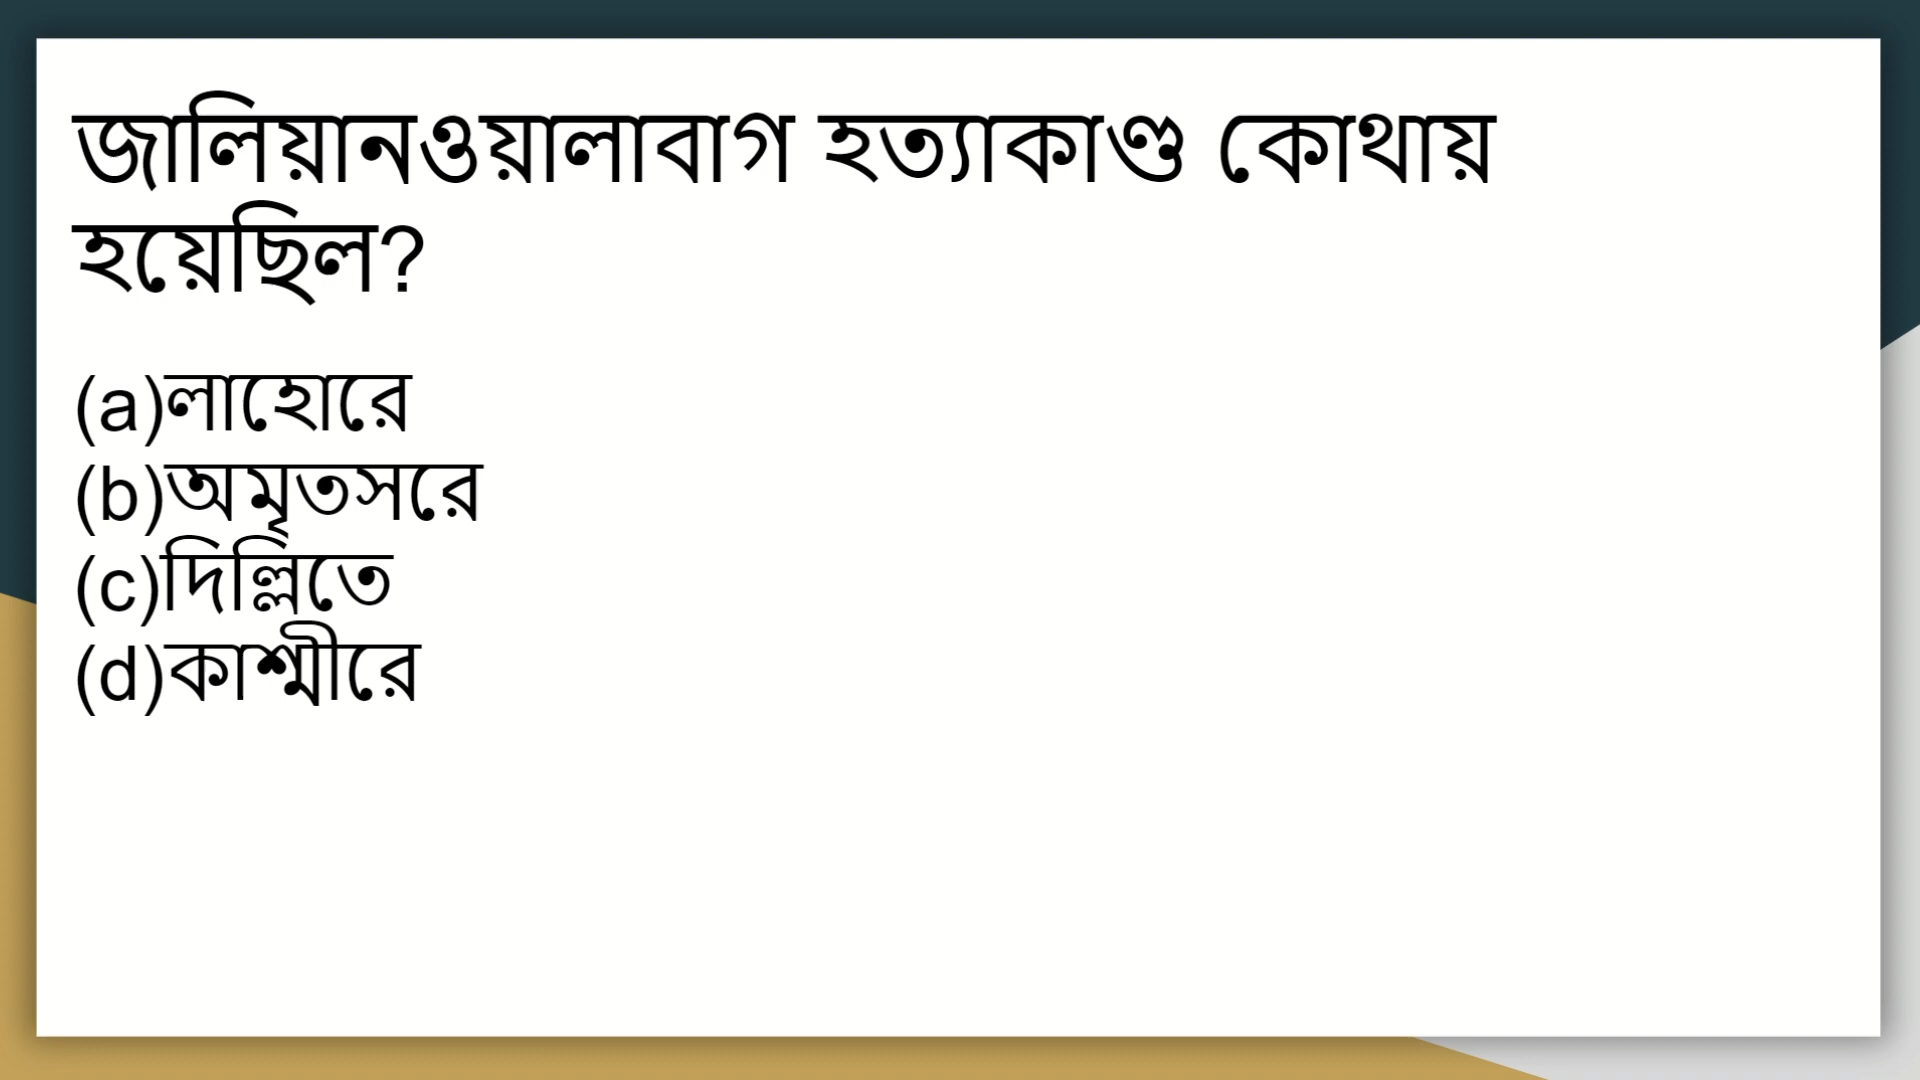 জালিয়ানওয়ালাবাগ হত্যাকাণ্ড কোথায়
হয়েছিল?
(a)লাহোরে
(b)অমৃতসরে
(c)দিল্লিতে
(d)কাশ্মীরে